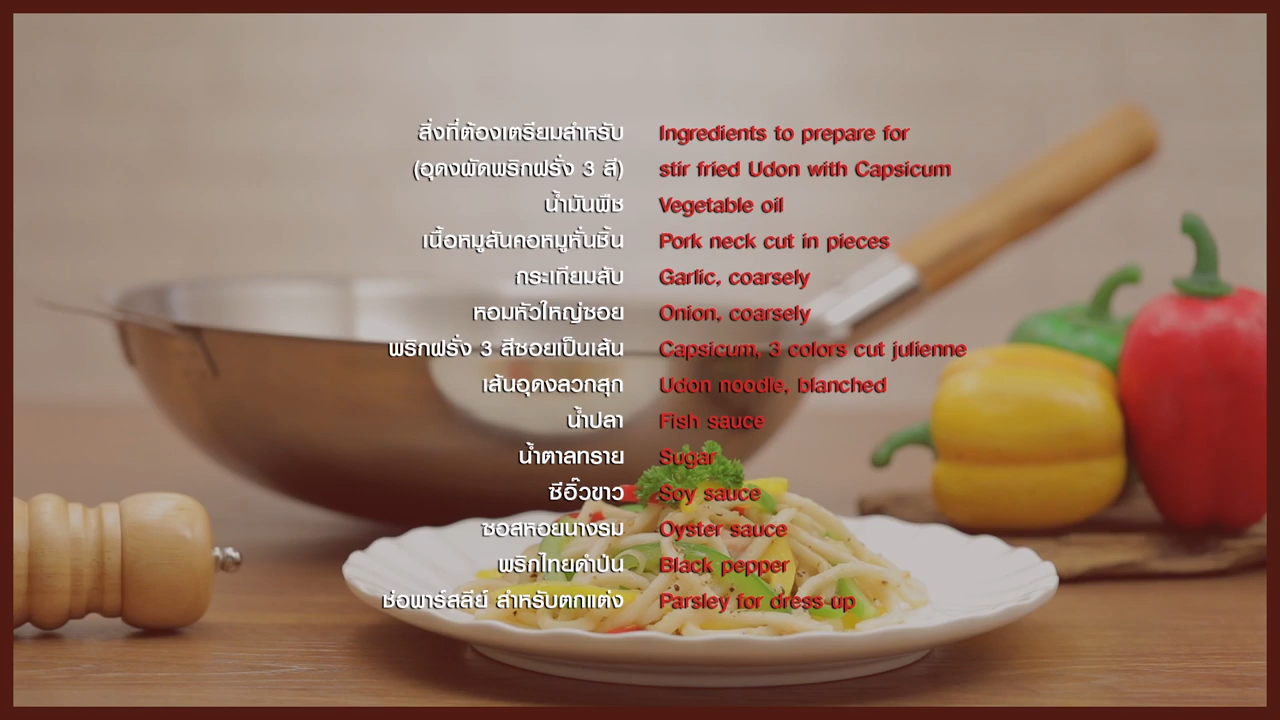 สิ่งที่ต้องเตรียมสำหรับ Ingredients to prepare for
(อุดงผัดพริกฝรั่ง 3 สี) stir fried Udon with Capsicum
น้ำมันพืช Vegetable oil
เนื้อหมูสันคอหมูหั่นชิ้น Pork neck cut in pieces
กระเทียมสับ Garlic, coarsely
หอมหัวใหญ่ซอย Onion, coarsely
พริกฝรั่ง 3 สีซอยเป็นเส้น Capsicum, 3 colors cut julienne
เส้นอุดงลวกสุก Udon noodle, blanched
น้ำปลา Fish sauce
น้ำตาลทราย Sugar
ซีอิ๊วขาว Soy sauce
ซอสหอยนางรม Oyster sauce
พริกไทยดำป่น Black pepper
ช่อพาร์สลีย์ สำหรับตกแต่ง Parsley for dress-up